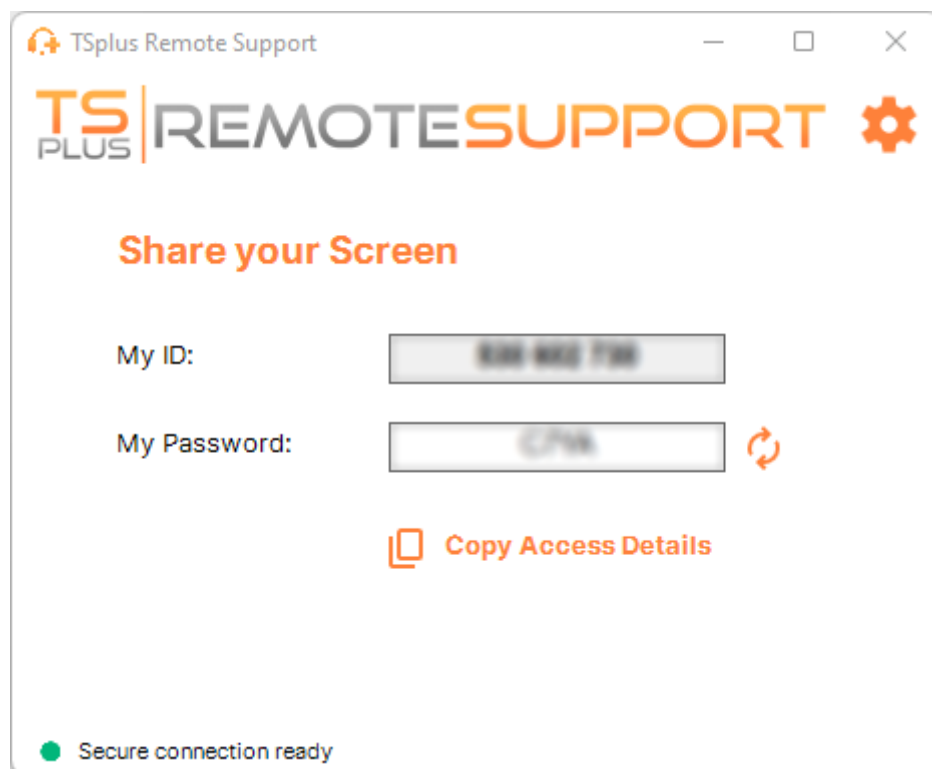 TSplus Remote Support
TS PLUS REMOTESUPPORT
Share your Screen
My ID:
My Password:
Copy Access Details
Secure connection ready